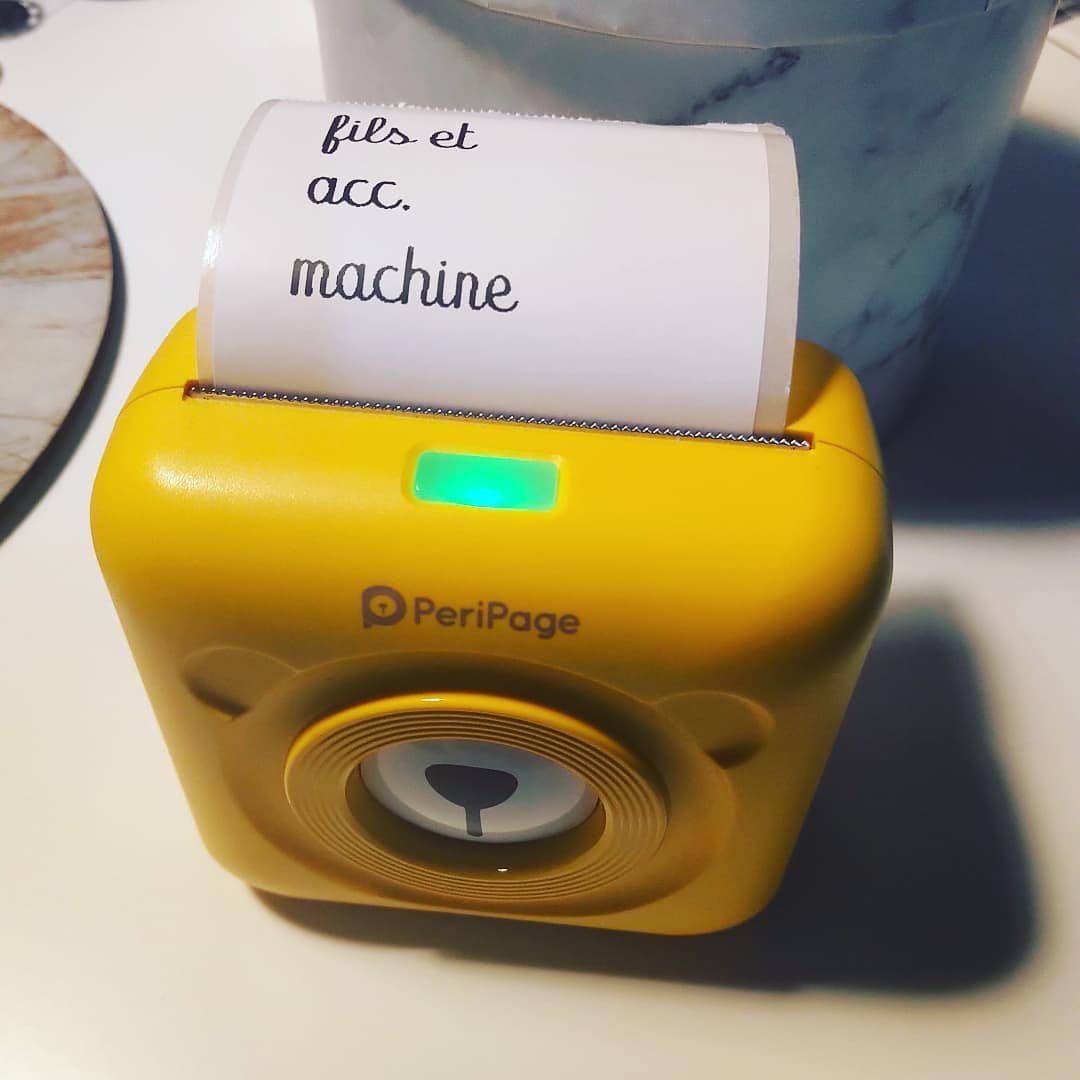 fils et
acc.
machine
PeriPage